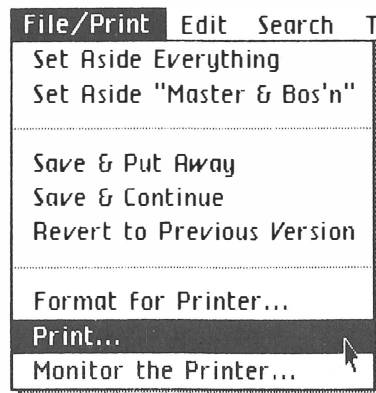 File/Print Edit Search T
Set Aside Everything
Set Aside "Master & Bos'n"
Save & Put Away
Save & Continue
Revert to Previous Version
Format for Printer...
Print...
Monitor the Printer...